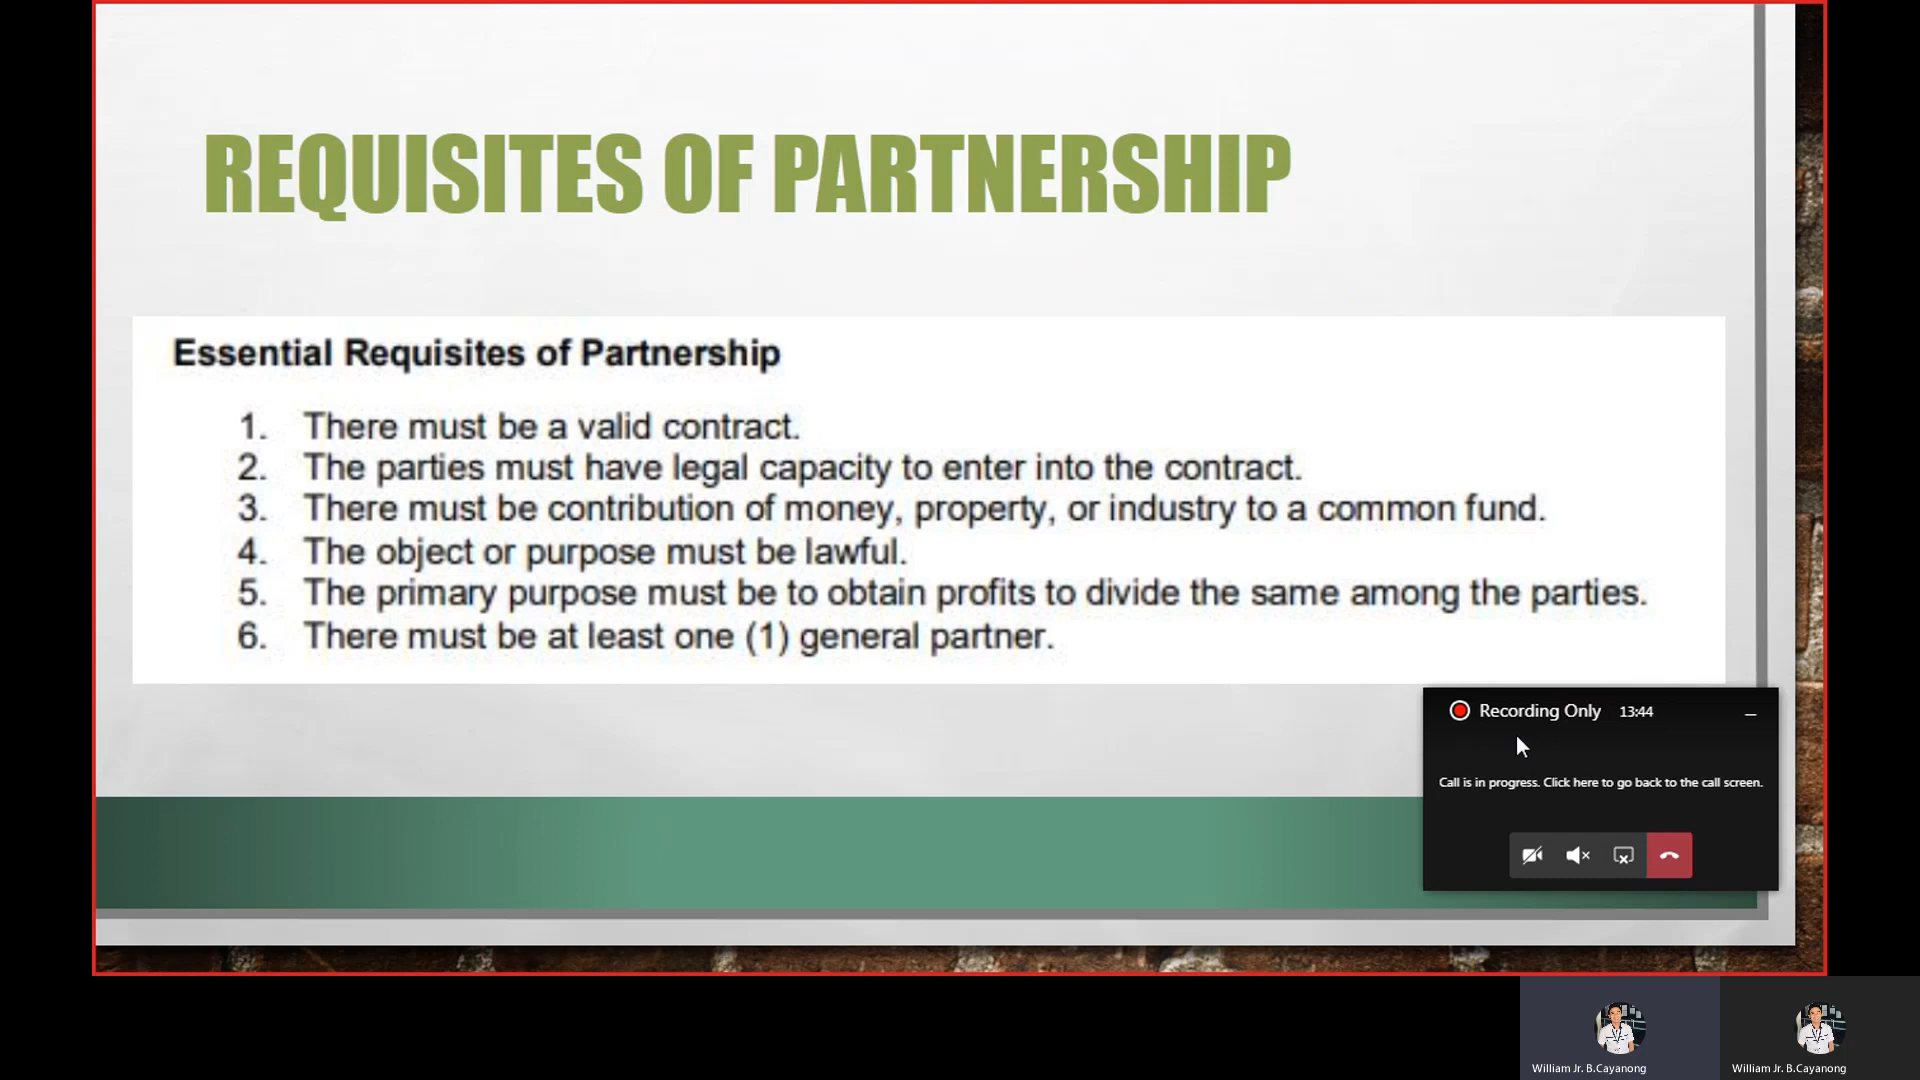 REQUISITES OF PARTNERSHIP
Essential Requisites of Partnership
1. There must be a valid contract.
2. The parties must have legal capacity to enter into the contract.
3. There must be contribution of money, property, or industry to a common fund.
4. The object or purpose must be lawful.
5. The primary purpose must be to obtain profits to divide the same among the parties.
6. There must be at least one (1) general partner.
Recording Only 13:44
Call is in progress. Click here to go back to the call screen.
William Jr. B.Cayanong
William Jr. B.Cayanong